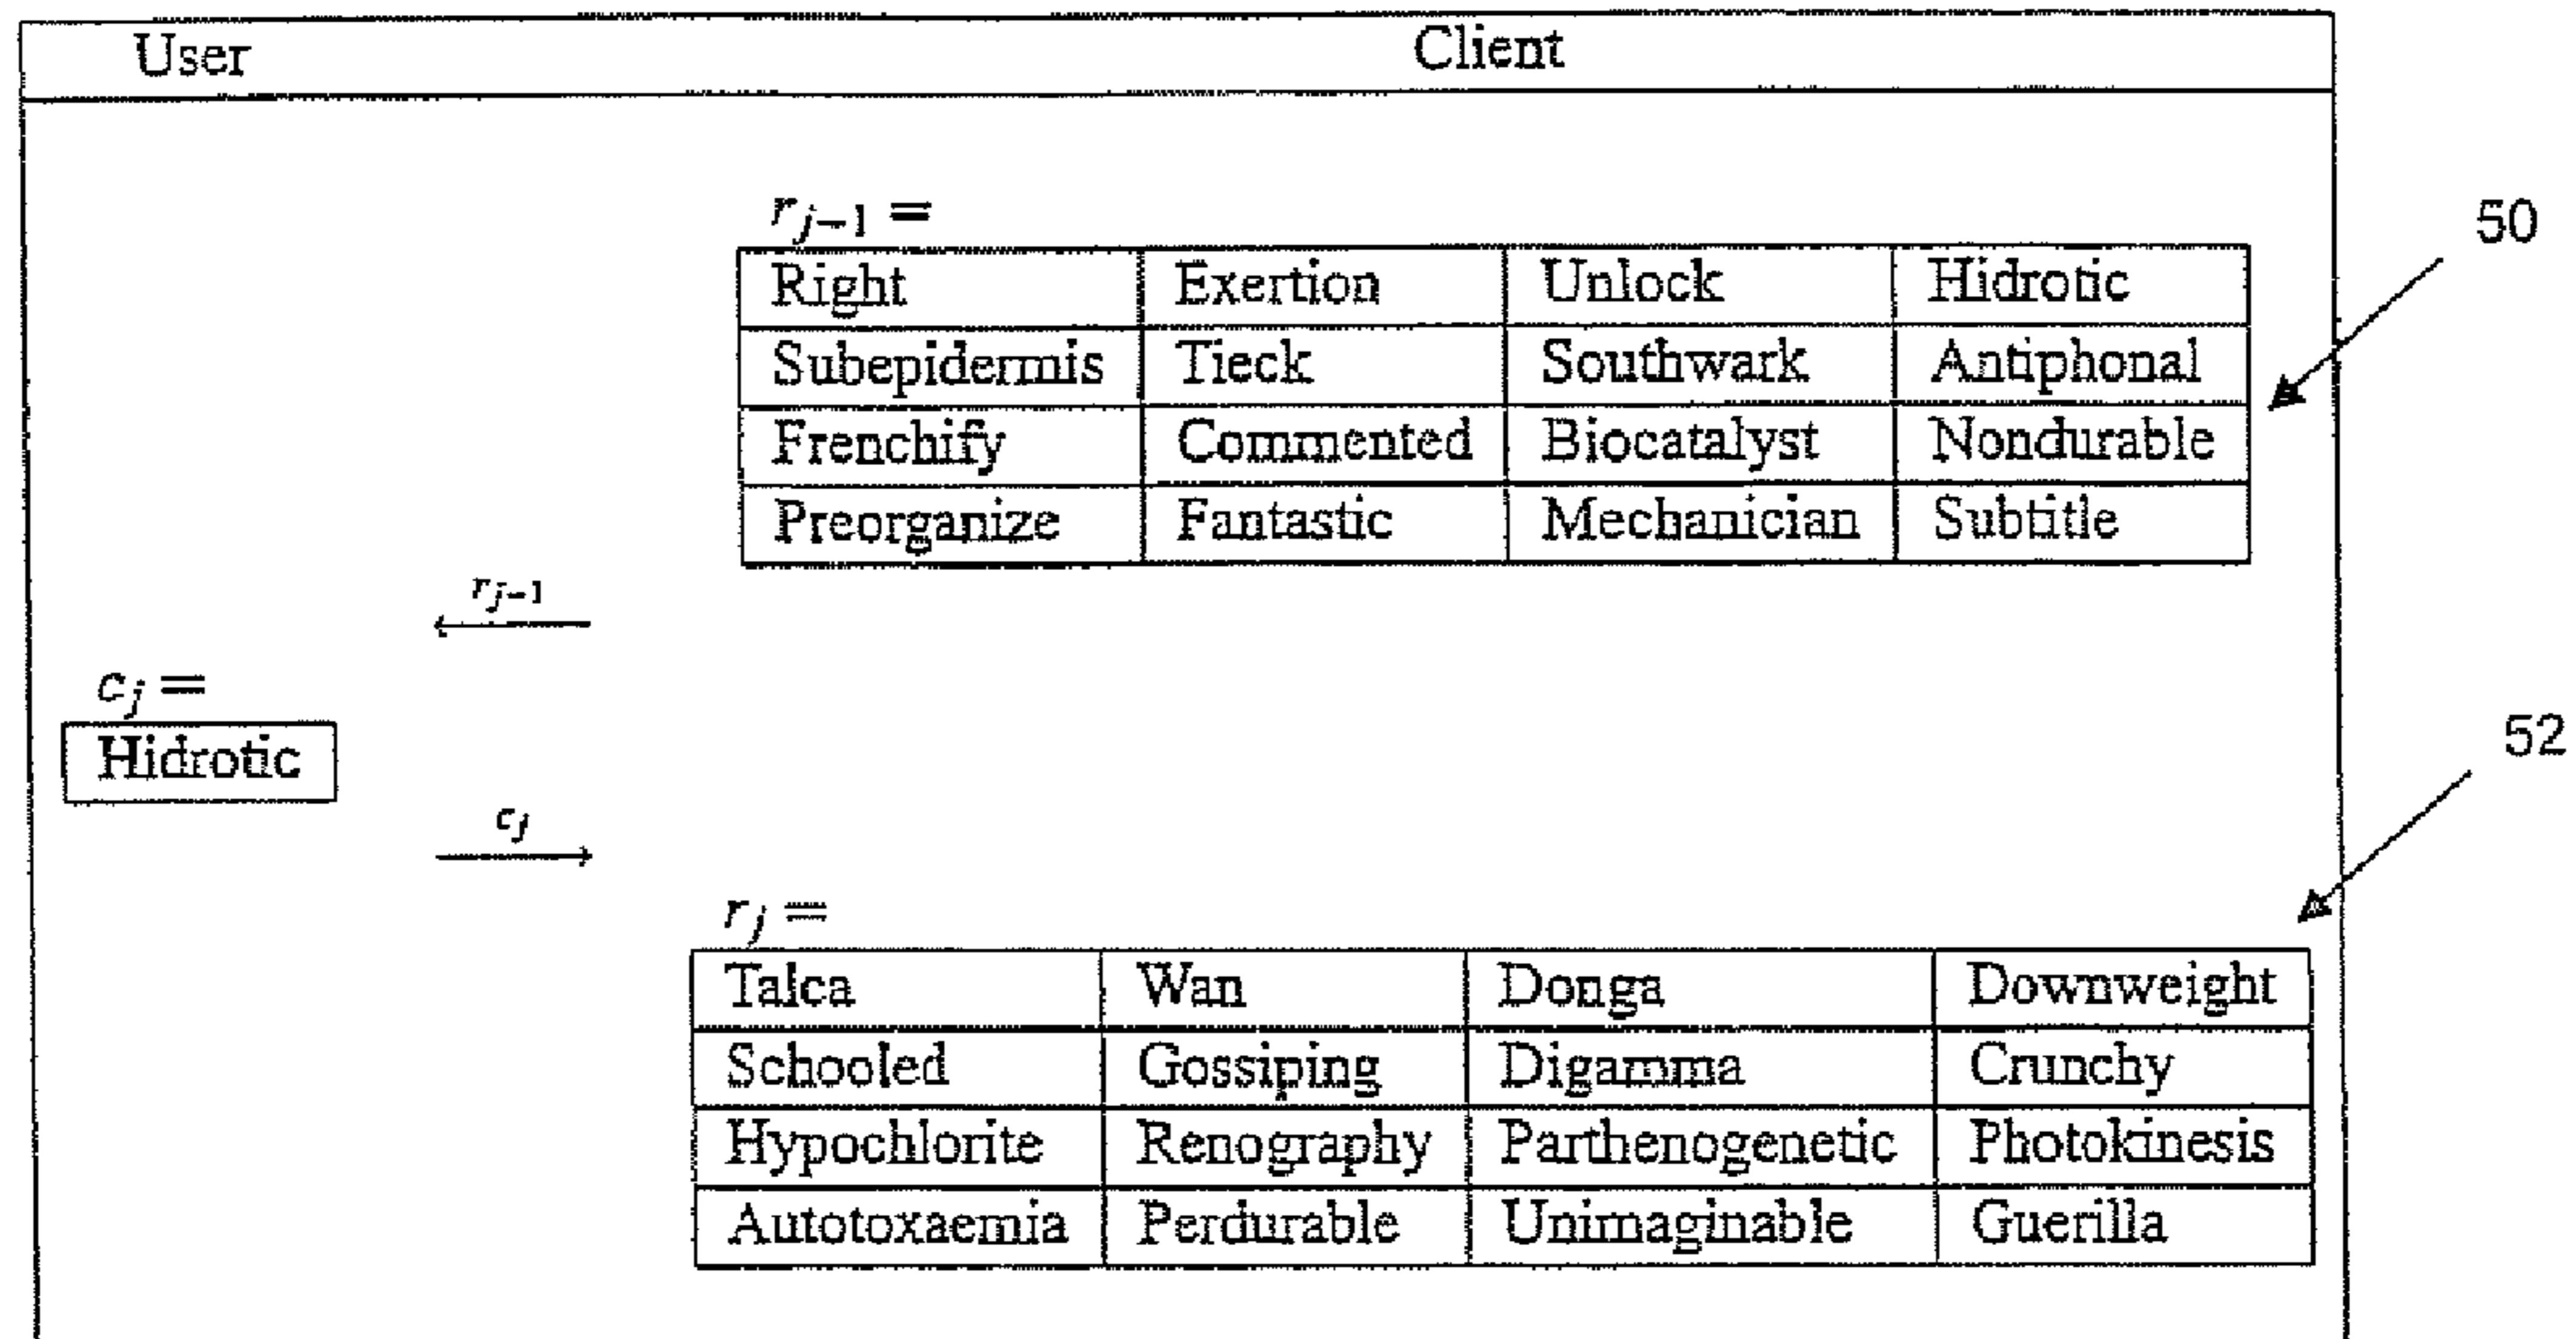 User Client
r_{j-1} =
50
Right Exertion Unlock Hidrotic
Subepidermis Tieck Southwark Antiphonal
Frenchify Commented Biocatalyst Nondurable
Preorganize Fantastic Mechanician Subtitle
r_{j-1}
c_j =
Hidrotic
52
c_j
r_j =
Talca Wan Donga Downweight
Schooled Gossiping Digamma Crunchy
Hypochlorite Renography Parthenogenetic Photokinesis
Autotoxaemia Perdurable Unimaginable Guerilla